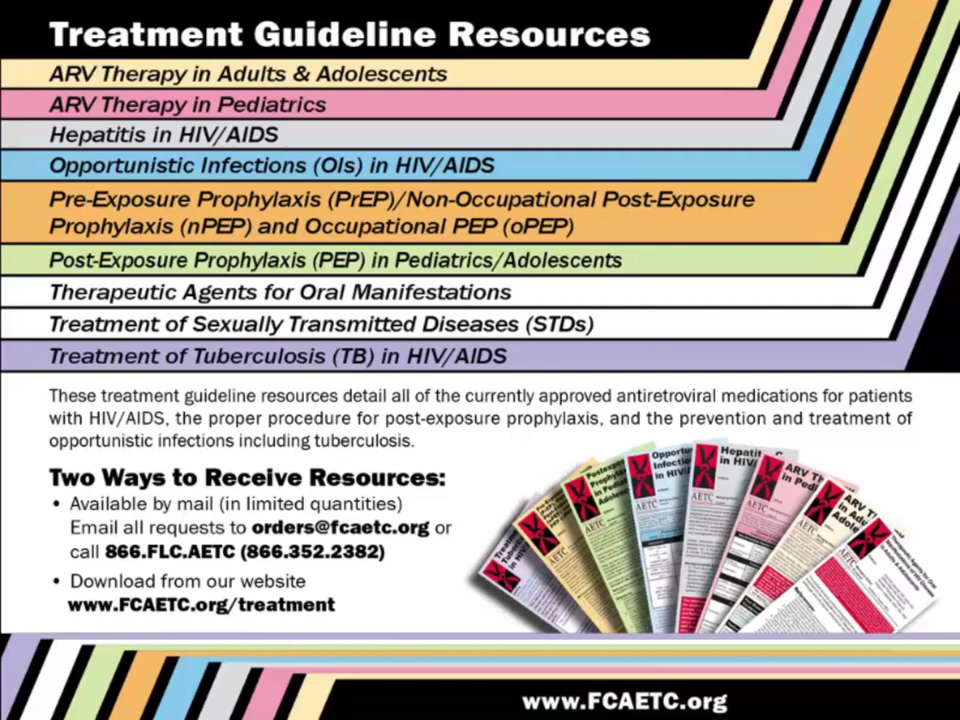 Treatment Guideline Resources
ARV Therapy in Adults & Adolescents
ARV Therapy in Pediatrics
Hepatitis in HIV/AIDS
Opportunistic Infections (OIs) in HIV/AIDS
Pre-Exposure Prophylaxis (PrEP)/Non-Occupational Post-Exposure
Prophylaxis (nPEP) and Occupational PEP (oPEP)
Post-Exposure Prophylaxis (PEP) in Pediatrics/Adolescents
Therapeutic Agents for Oral Manifestations
Treatment of Sexually Transmitted Diseases (STDs)
Treatment of Tuberculosis (TB) in HIV/AIDS
These treatment guideline resources detail all of the currently approved antiretroviral medications for patients
with HIV/AIDS, the proper procedure for post-exposure prophylaxis, and the prevention and treatment of
opportunistic infections including tuberculosis.
Two Ways to Receive Resources:
• Available by mail (in limited quantities)
Email all requests to orders@fcaetc.org or
call 866.FLC.AETC (866.352.2382)
• Download from our website
www.FCAETC.org/treatment
www.FCAETC.org